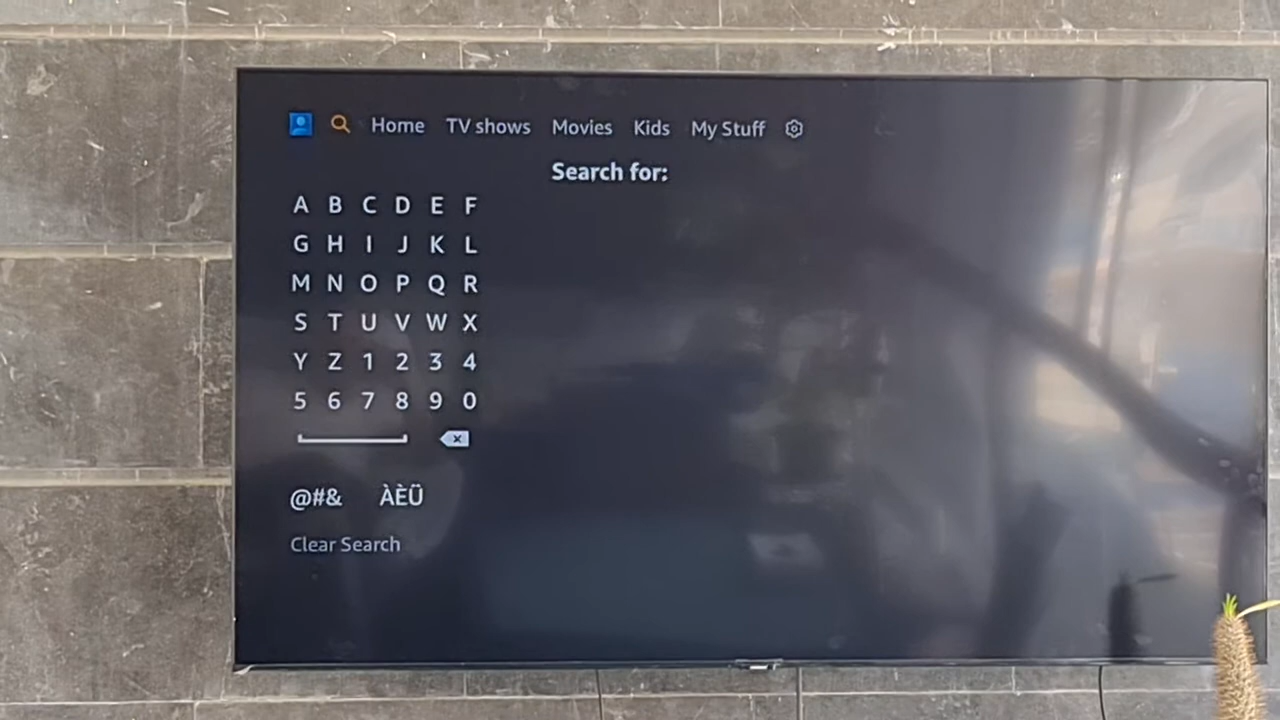 Home TV shows Movies Kids My Stuff
Search for:
A B C D E F
G H I J K L
M N O P Q R
S T U V W X
Y Z 1 2 3 4
5 6 7 8 9 0
@#& ÀÈÜ
Clear Search